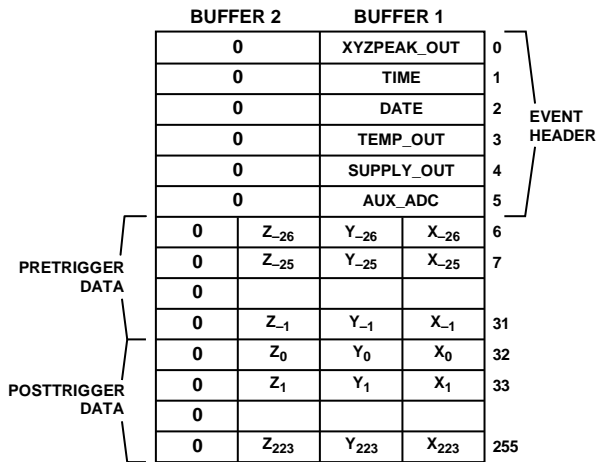 BUFFER 2 BUFFER 1
0 XYZPEAK_OUT 0
0 TIME 1
0 DATE 2
0 TEMP_OUT 3
0 SUPPLY_OUT 4
0 AUX_ADC 5
EVENT
HEADER
0 Z–26 Y–26 X–26 6
0 Z–25 Y–25 X–25 7
0
0 Z–1 Y–1 X–1 31
PRETRIGGER
DATA
0 Z0 Y0 X0 32
0 Z1 Y1 X1 33
0
0 Z223 Y223 X223 255
POSTTRIGGER
DATA